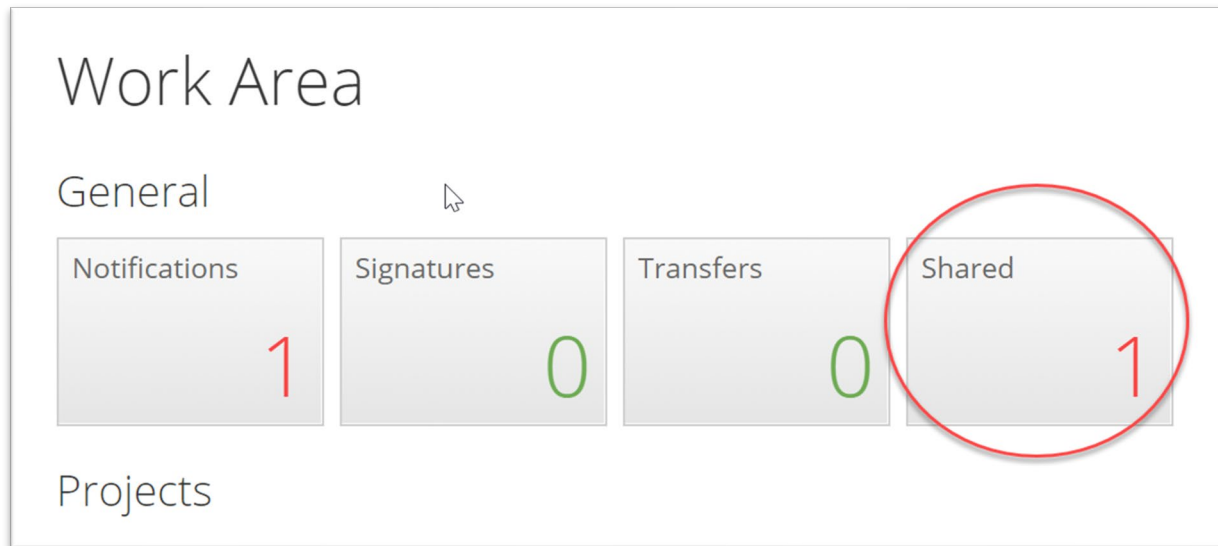 Work Area
General
Notifications
1
Signatures
0
Transfers
0
Shared
1
Projects